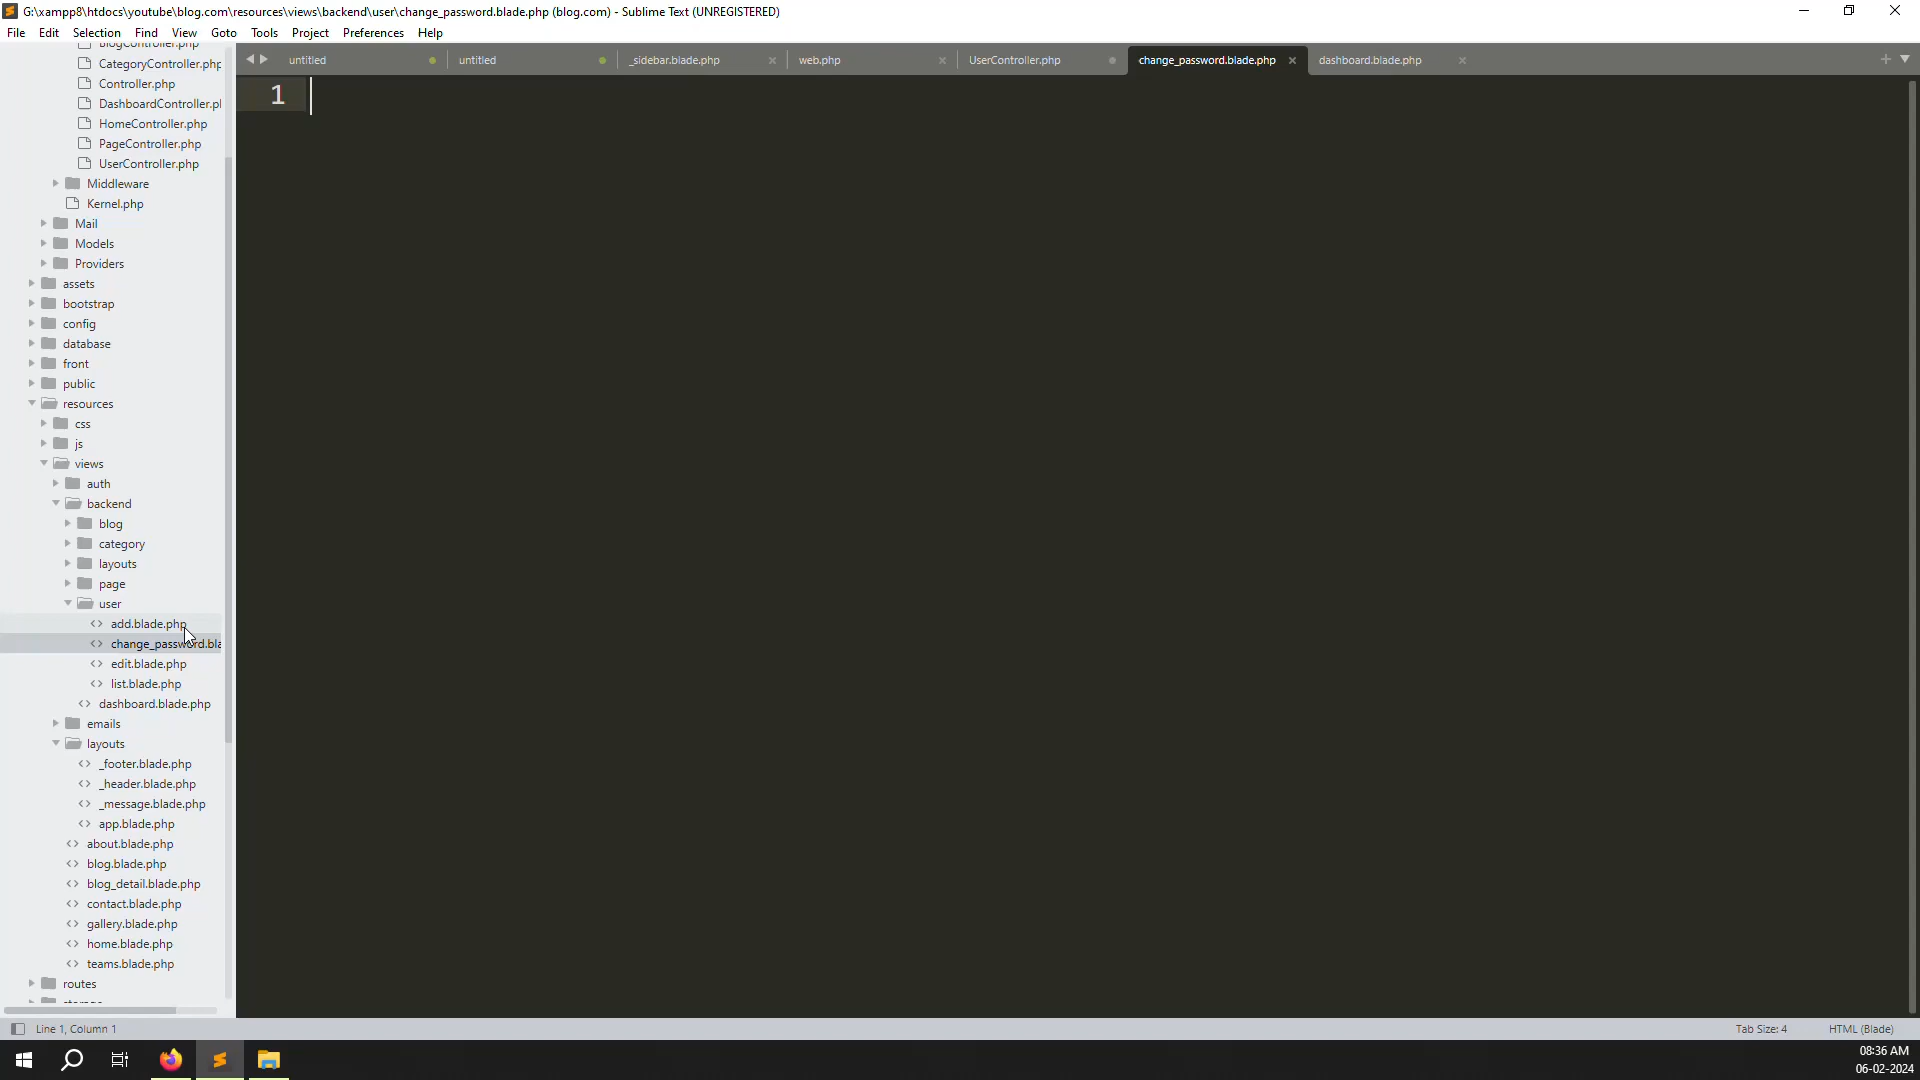 G:\xampp8\htdocs\youtube\blog.com\resources\views\backend\user\change_password.blade.php (blog.com) - Sublime Text (UNREGISTERED)
File Edit Selection Find View Goto Tools Project Preferences Help
untitled untitled _sidebar.blade.php web.php UserController.php change_password.blade.php dashboard.blade.php
1
BlogController.php
CategoryController.php
Controller.php
DashboardController.pl
HomeController.php
PageController.php
UserController.php
Middleware
Kernel.php
Mail
Models
Providers
assets
bootstrap
config
database
front
public
resources
css
js
views
auth
backend
blog
category
layouts
page
user
add.blade.php
change_password.bla
edit.blade.php
list.blade.php
dashboard.blade.php
emails
layouts
_footer.blade.php
_header.blade.php
_message.blade.php
app.blade.php
about.blade.php
blog.blade.php
blog_detail.blade.php
contact.blade.php
gallery.blade.php
home.blade.php
teams.blade.php
routes
storage
Line 1, Column 1 Tab Size: 4 HTML (Blade)
08:36 AM
06-02-2024